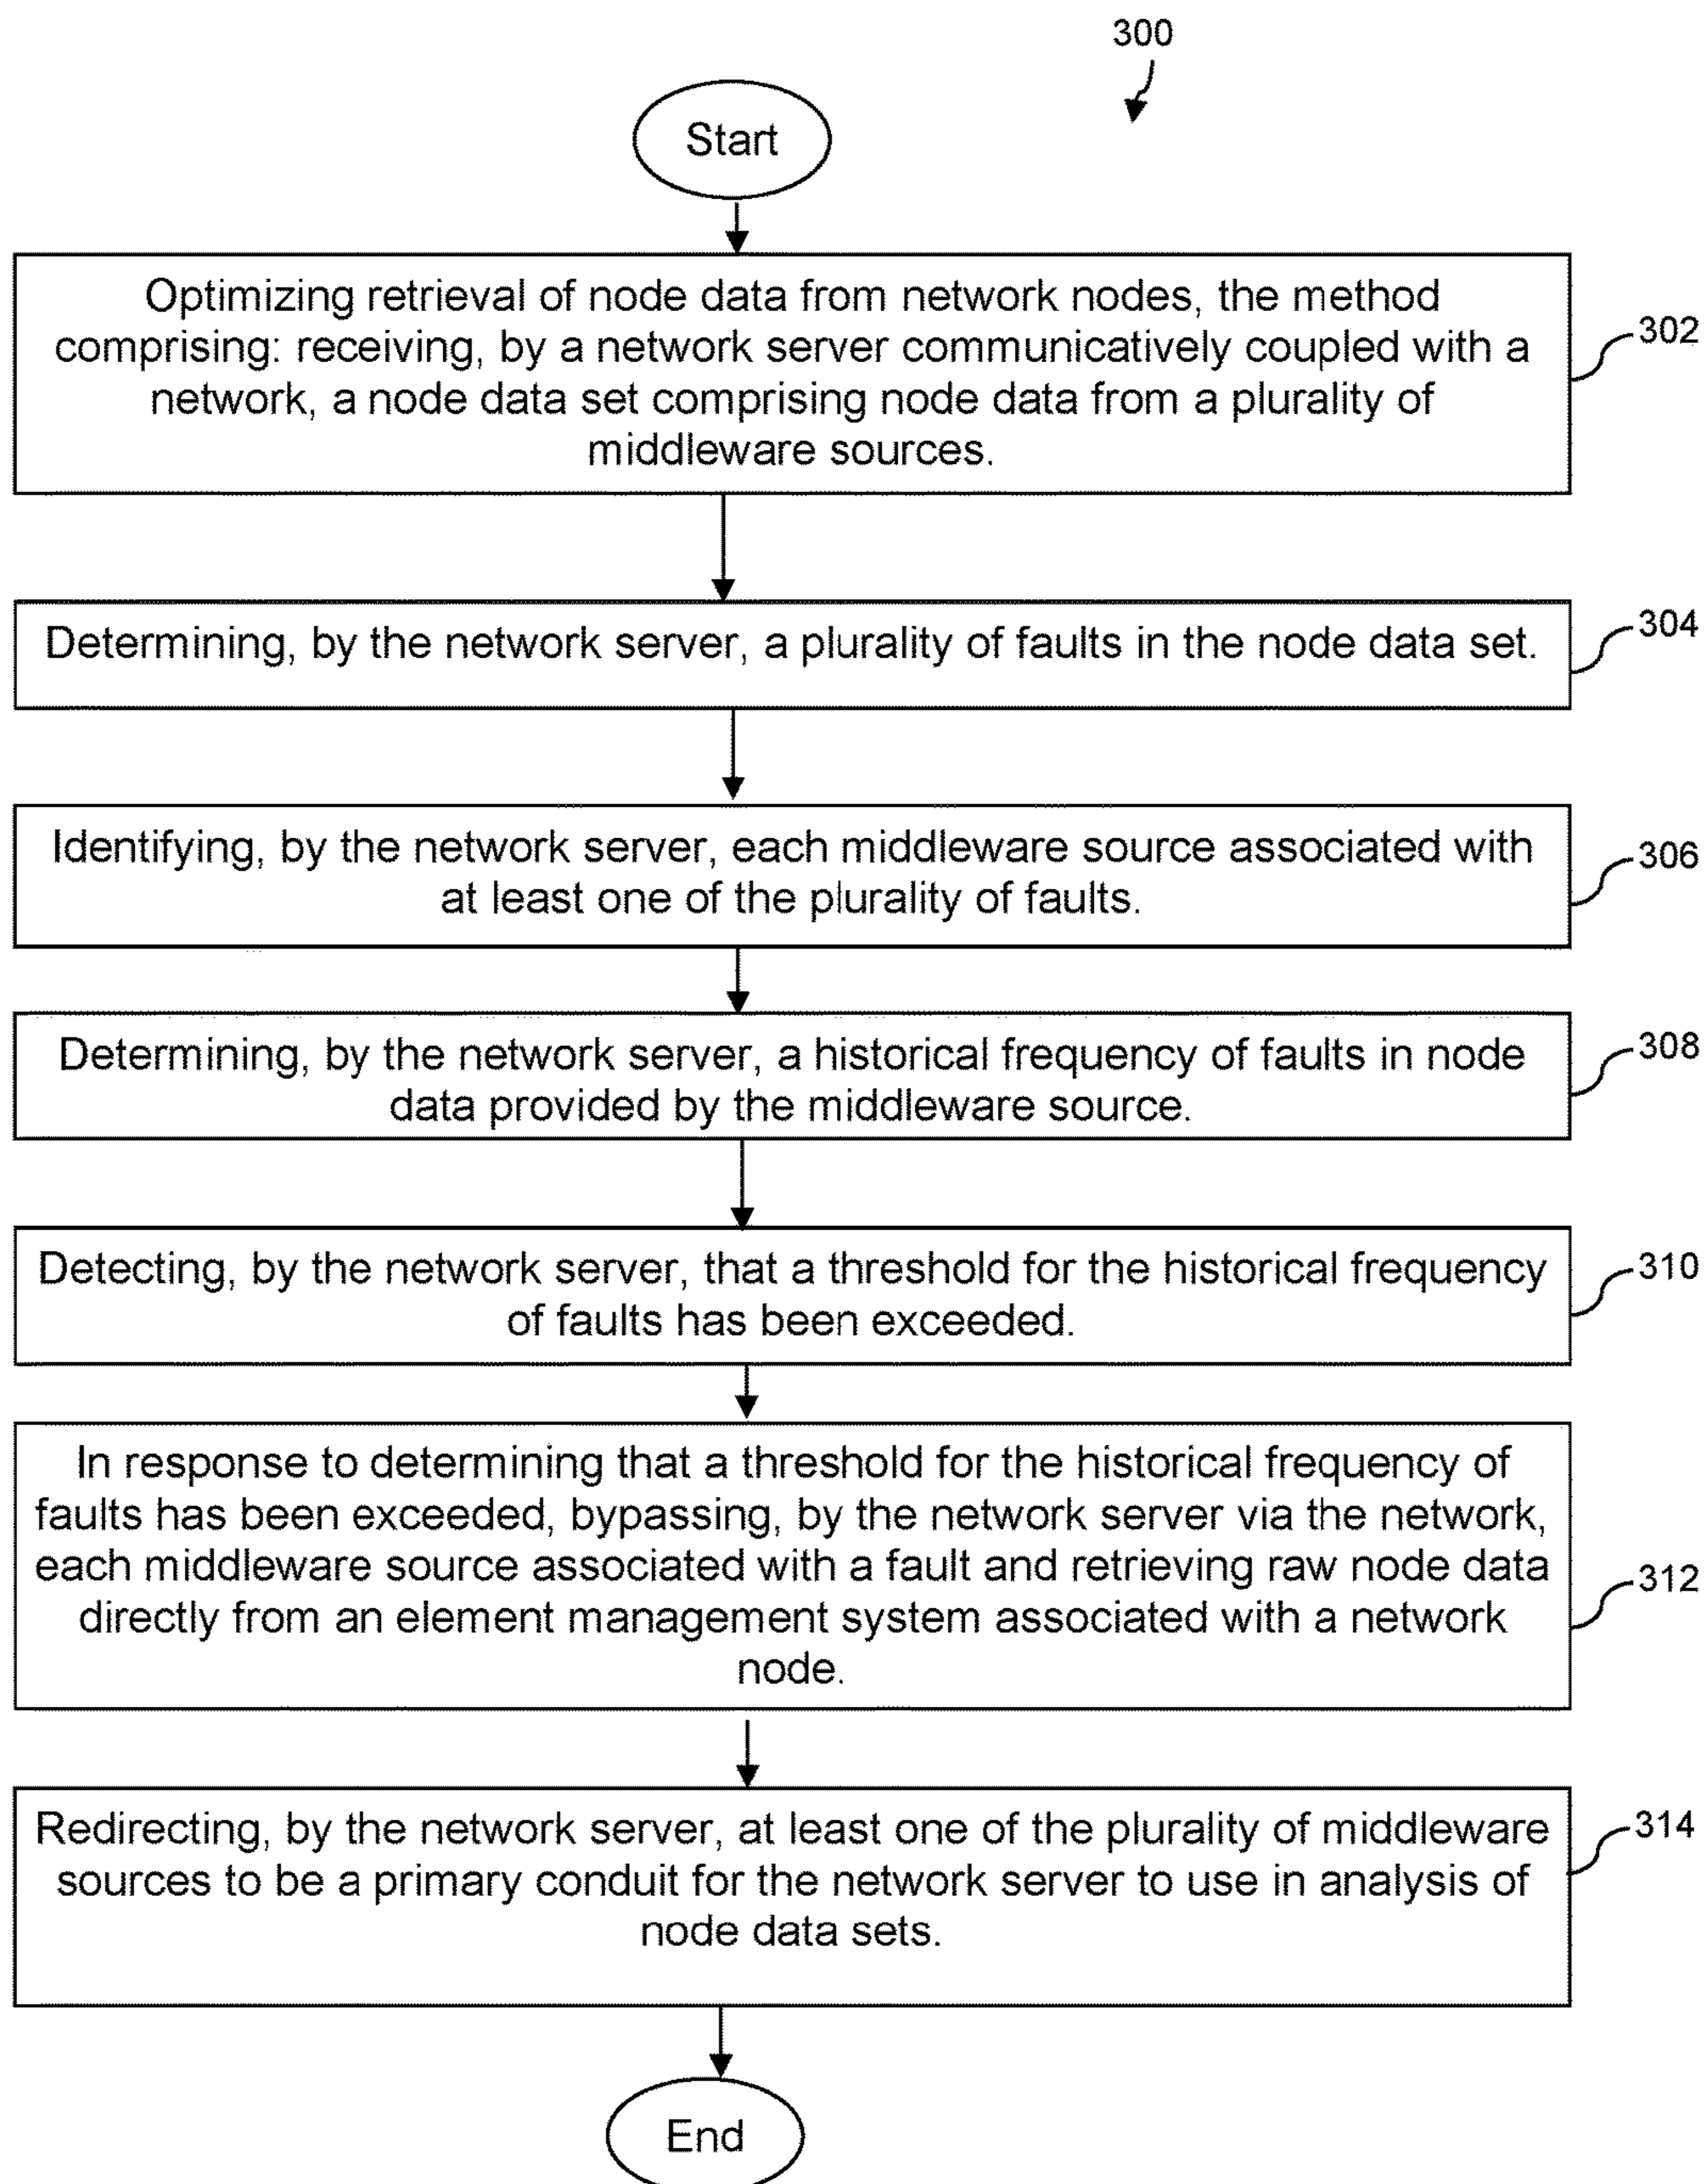 300
Start
Optimizing retrieval of node data from network nodes, the method
comprising: receiving, by a network server communicatively coupled with a
network, a node data set comprising node data from a plurality of
middleware sources.
302
Determining, by the network server, a plurality of faults in the node data set.
304
Identifying, by the network server, each middleware source associated with
at least one of the plurality of faults.
306
Determining, by the network server, a historical frequency of faults in node
data provided by the middleware source.
308
Detecting, by the network server, that a threshold for the historical frequency
of faults has been exceeded.
310
In response to determining that a threshold for the historical frequency of
faults has been exceeded, bypassing, by the network server via the network,
each middleware source associated with a fault and retrieving raw node data
directly from an element management system associated with a network
node.
312
Redirecting, by the network server, at least one of the plurality of middleware
sources to be a primary conduit for the network server to use in analysis of
node data sets.
314
End